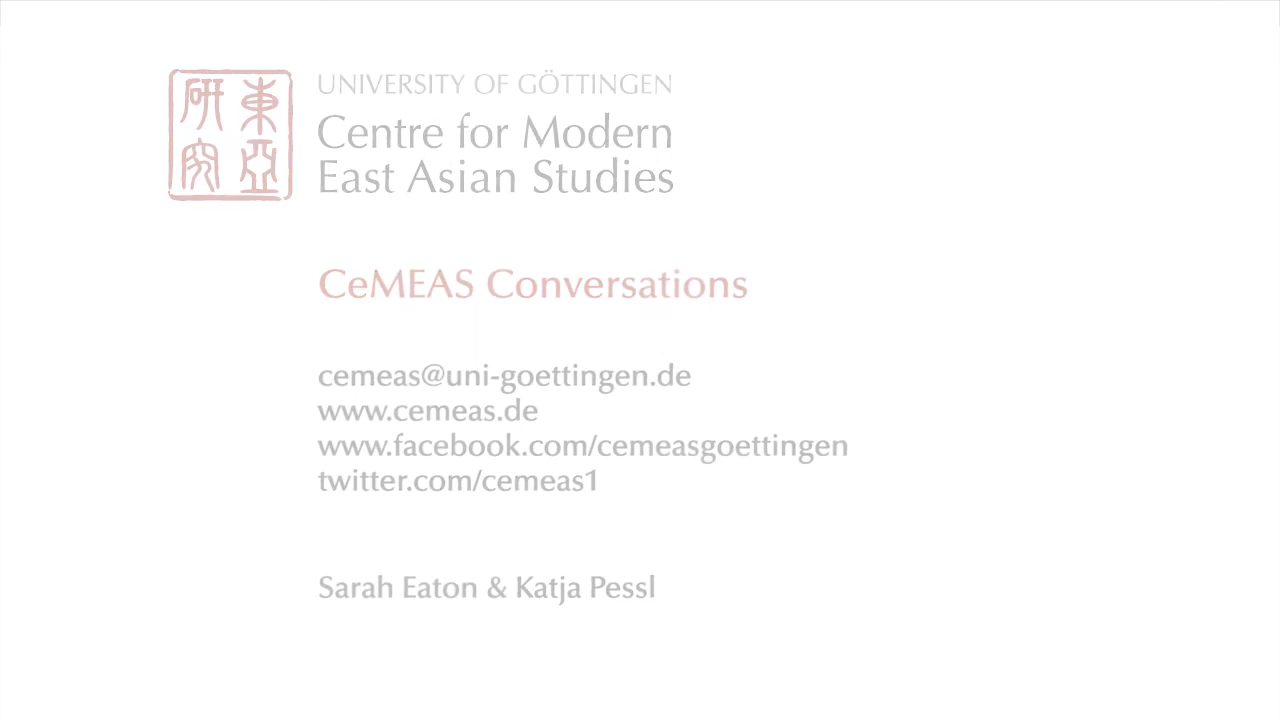 東亞
研究
UNIVERSITY OF GÖTTINGEN
Centre for Modern
East Asian Studies
CeMEAS Conversations
cemeas@uni-goettingen.de
www.cemeas.de
www.facebook.com/cemeasgoettingen
twitter.com/cemeas1
Sarah Eaton & Katja Pessl